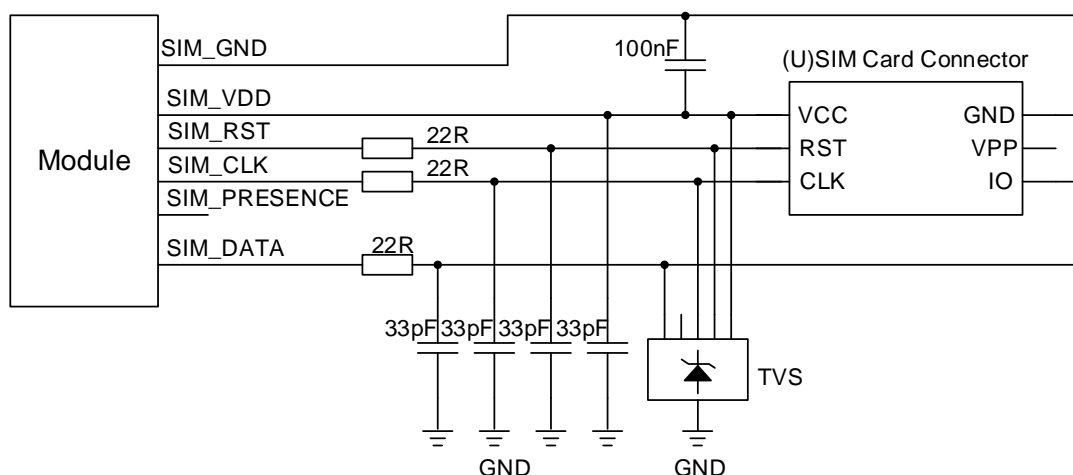 SIM_GND
100nF
(U)SIM Card Connector
SIM_VDD
VCC
GND
SIM_RST
22R
RST
VPP
Module
SIM_CLK
22R
CLK
IO
SIM_PRESENCE
SIM_DATA
22R
33pF 33pF 33pF 33pF
TVS
GND
GND